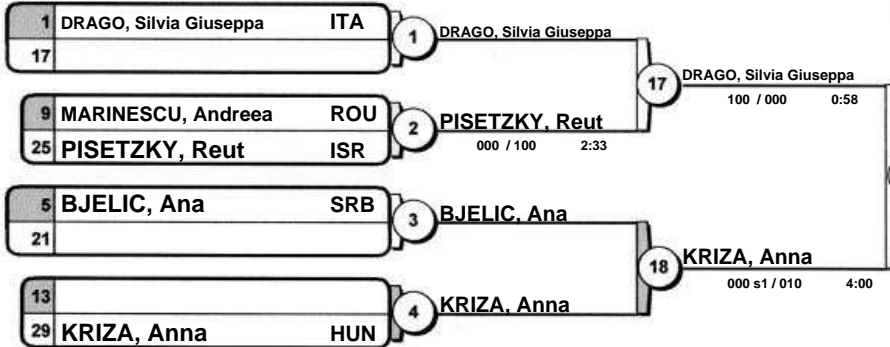 1 DRAGO, Silvia Giuseppa ITA
17
1
DRAGO, Silvia Giuseppa
9 MARINESCU, Andreea ROU
25 PISETZKY, Reut ISR
2
PISETZKY, Reut
000 / 100 2:33
17
DRAGO, Silvia Giuseppa
100 / 000 0:58
5 BJELIC, Ana SRB
21
3
BJELIC, Ana
13
29 KRIZA, Anna HUN
4
KRIZA, Anna
18
KRIZA, Anna
000 s1 / 010 4:00